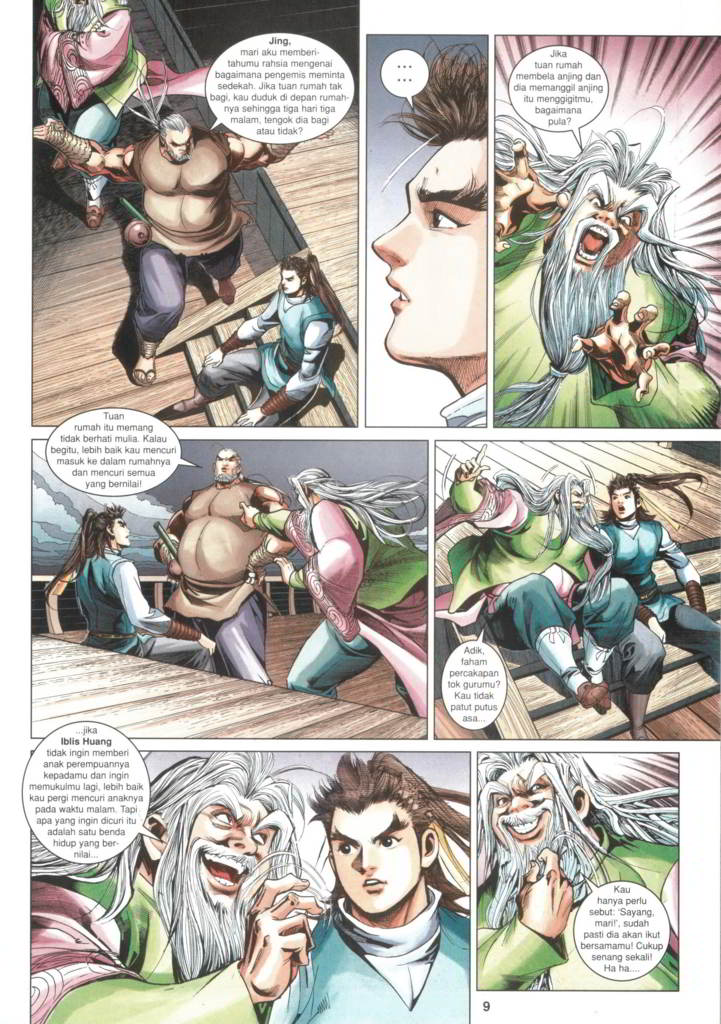 Jing,
mari aku memberi-
tahumu rahsia mengenai
bagaimana pengemis meminta
sedekah. Jika tuan rumah tak
bagi, kau duduk di depan rumah-
nya sehingga tiga hari tiga
malam, tengok dia bagi
atau tidak?
...
...
Jika
tuan rumah
membela anjing dan
dia memanggil anjing
itu menggigitmu,
bagaimana
pula?
Tuan
rumah itu memang
tidak berhati mulia. Kalau
begitu, lebih baik kau mencuri
masuk ke dalam rumahnya
dan mencuri semua
yang bernilai!
Adik,
faham
percakapan
tok gurumu?
Kau tidak
patut putus
asa...
...jika
Iblis Huang
tidak ingin memberi
anak perempuannya
kepadamu dan ingin
memukulmu lagi, lebih baik
kau pergi mencuri anaknya
pada waktu malam. Tapi
apa yang ingin dicuri itu
adalah satu benda
hidup yang ber-
nilai...
Kau
hanya perlu
sebut: 'Sayang,
mari!', sudah
pasti dia akan ikut
bersamamu! Cukup
senang sekali!
Ha ha....
9